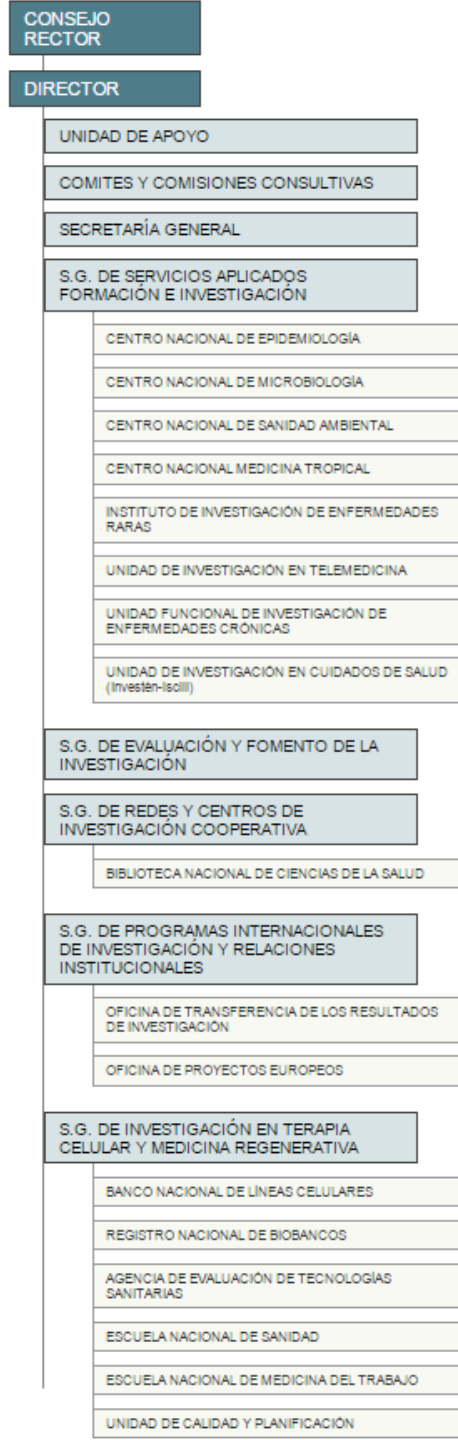 CONSEJO
RECTOR
DIRECTOR
UNIDAD DE APOYO
COMITES Y COMISIONES CONSULTIVAS
SECRETARÍA GENERAL
S.G. DE SERVICIOS APLICADOS
FORMACIÓN E INVESTIGACIÓN
CENTRO NACIONAL DE EPIDEMIOLOGÍA
CENTRO NACIONAL DE MICROBIOLOGÍA
CENTRO NACIONAL DE SANIDAD AMBIENTAL
CENTRO NACIONAL MEDICINA TROPICAL
INSTITUTO DE INVESTIGACIÓN DE ENFERMEDADES
RARAS
UNIDAD DE INVESTIGACIÓN EN TELEMEDICINA
UNIDAD FUNCIONAL DE INVESTIGACIÓN DE
ENFERMEDADES CRÓNICAS
UNIDAD DE INVESTIGACIÓN EN CUIDADOS DE SALUD
(Investén-Isciii)
S.G. DE EVALUACIÓN Y FOMENTO DE LA
INVESTIGACIÓN
S.G. DE REDES Y CENTROS DE
INVESTIGACIÓN COOPERATIVA
BIBLIOTECA NACIONAL DE CIENCIAS DE LA SALUD
S.G. DE PROGRAMAS INTERNACIONALES
DE INVESTIGACIÓN Y RELACIONES
INSTITUCIONALES
OFICINA DE TRANSFERENCIA DE LOS RESULTADOS
DE INVESTIGACIÓN
OFICINA DE PROYECTOS EUROPEOS
S.G. DE INVESTIGACIÓN EN TERAPIA
CELULAR Y MEDICINA REGENERATIVA
BANCO NACIONAL DE LÍNEAS CELULARES
REGISTRO NACIONAL DE BIOBANCOS
AGENCIA DE EVALUACIÓN DE TECNOLOGÍAS
SANITARIAS
ESCUELA NACIONAL DE SANIDAD
ESCUELA NACIONAL DE MEDICINA DEL TRABAJO
UNIDAD DE CALIDAD Y PLANIFICACIÓN